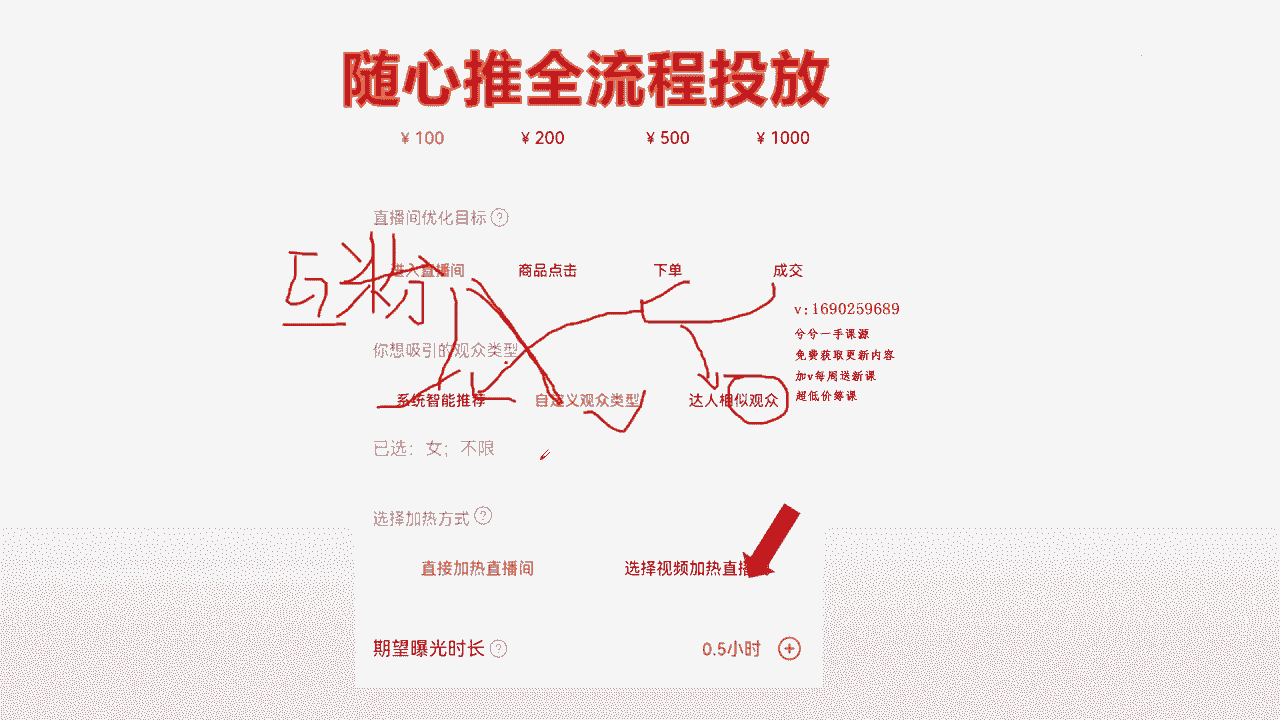 随心推全流程投放
¥ 100 ¥ 200 ¥ 500 ¥ 1000
直播间优化目标 ?
进入直播间 商品点击 下单 成交
互粉
v:1690259689
兮兮一手课源
免费获取更新内容
加v每周送新课
超低价筹课
你想吸引的观众类型
系统智能推荐 自定义观众类型 达人相似观众
已选：女；不限
选择加热方式 ?
直接加热直播间 选择视频加热直播
期望曝光时长 ? 0.5小时 +